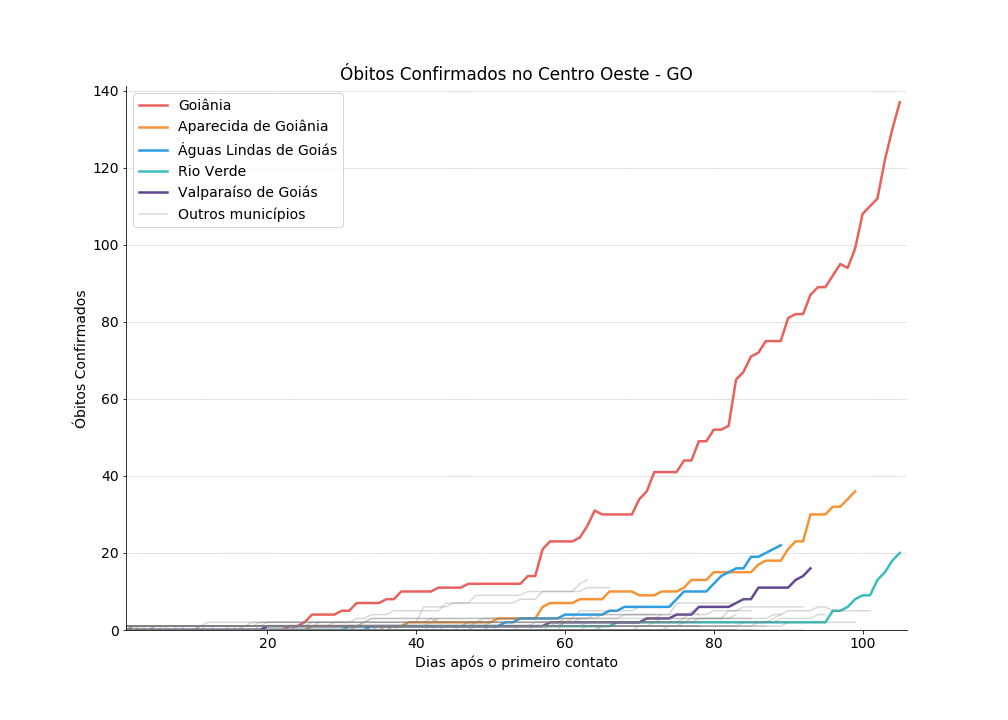 Óbitos Confirmados no Centro Oeste - GO
Goiânia
Aparecida de Goiânia
Águas Lindas de Goiás
Rio Verde
Valparaíso de Goiás
Outros municípios
140
120
100
80
60
40
20
0
Óbitos Confirmados
20
40
60
80
100
Dias após o primeiro contato